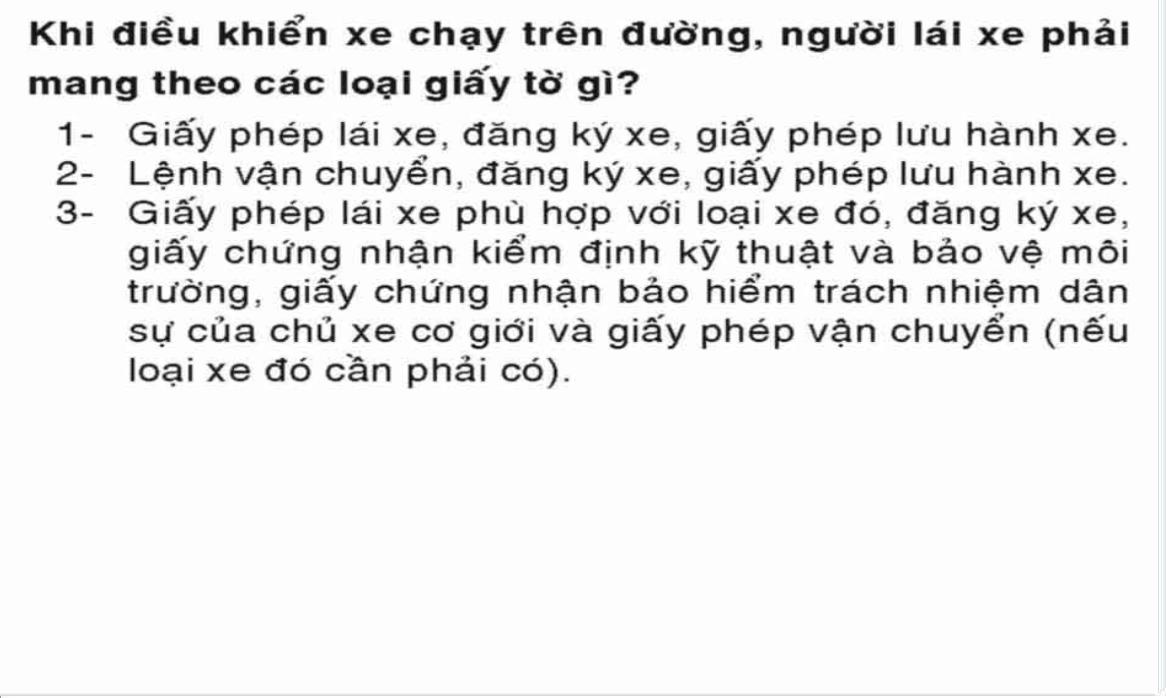 Khi điều khiển xe chạy trên đường, người lái xe phải
mang theo các loại giấy tờ gì?
1- Giấy phép lái xe, đăng ký xe, giấy phép lưu hành xe.
2- Lệnh vận chuyển, đăng ký xe, giấy phép lưu hành xe.
3- Giấy phép lái xe phù hợp với loại xe đó, đăng ký xe,
giấy chứng nhận kiểm định kỹ thuật và bảo vệ môi
trường, giấy chứng nhận bảo hiểm trách nhiệm dân
sự của chủ xe cơ giới và giấy phép vận chuyển (nếu
loại xe đó cần phải có).